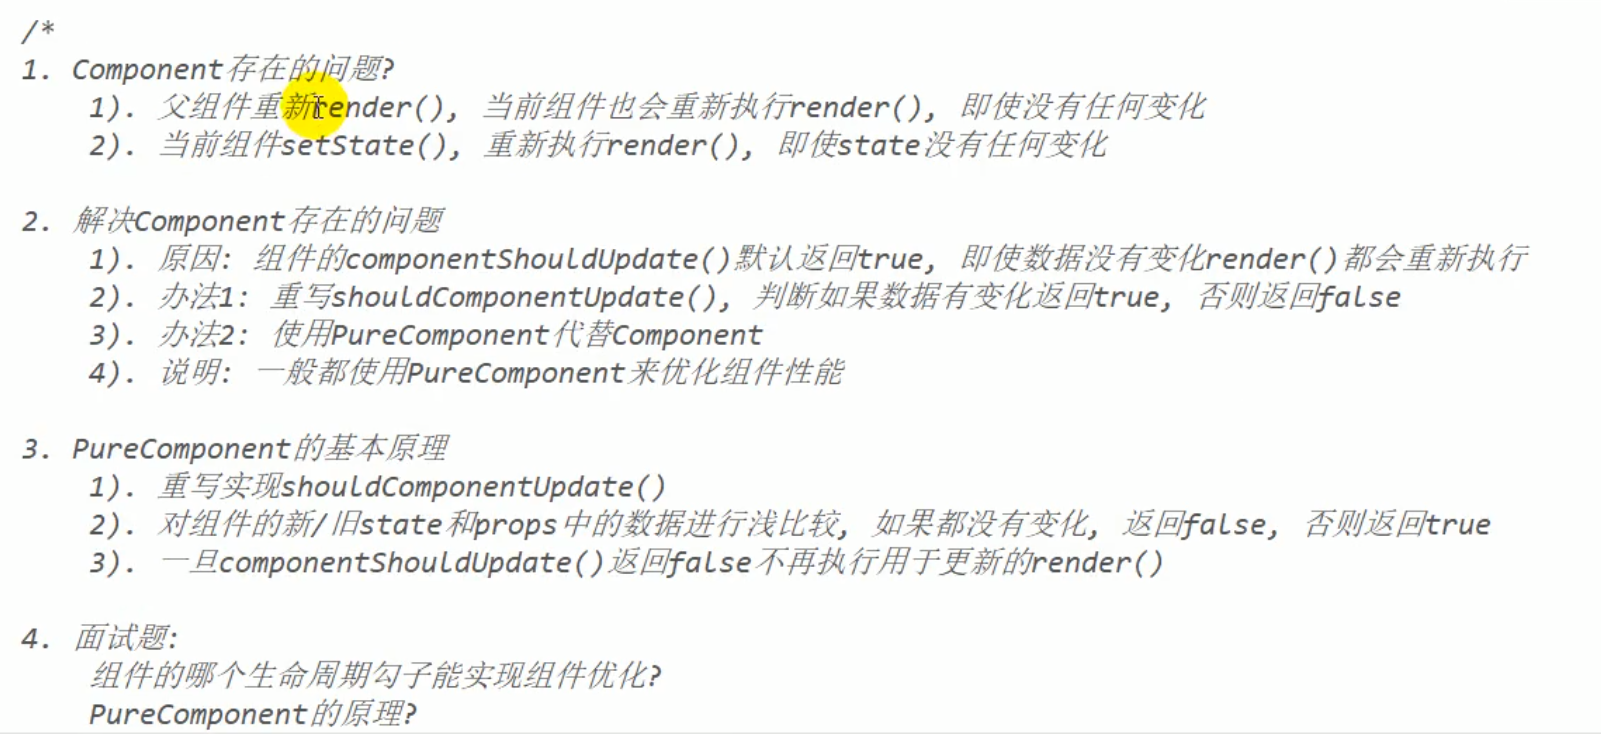 /*
1. Component存在的问题?
1). 父组件重新render(), 当前组件也会重新执行render(), 即使没有任何变化
2). 当前组件setState(), 重新执行render(), 即使state没有任何变化
2. 解决Component存在的问题
1). 原因: 组件的componentShouldUpdate()默认返回true, 即使数据没有变化render()都会重新执行
2). 办法1: 重写shouldComponentUpdate(), 判断如果数据有变化返回true, 否则返回false
3). 办法2: 使用PureComponent代替Component
4). 说明: 一般都使用PureComponent来优化组件性能
3. PureComponent的基本原理
1). 重写实现shouldComponentUpdate()
2). 对组件的新/旧state和props中的数据进行浅比较, 如果都没有变化, 返回false, 否则返回true
3). 一旦componentShouldUpdate()返回false不再执行用于更新的render()
4. 面试题:
组件的哪个生命周期勾子能实现组件优化?
PureComponent的原理?